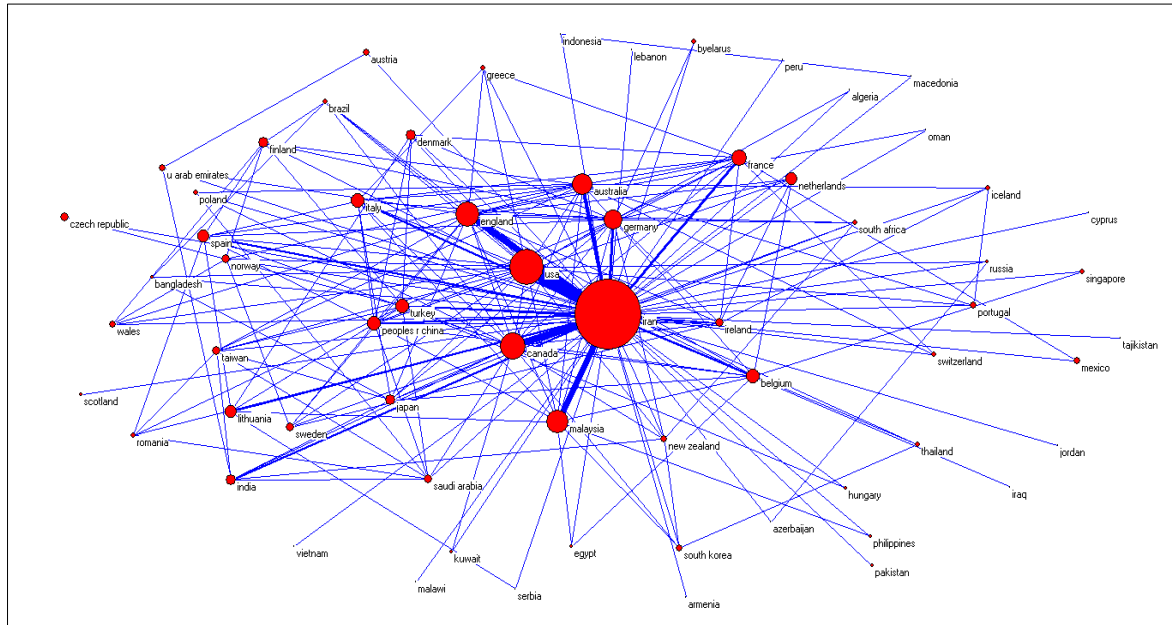 indonesia
byelarus
lebanon
austria
peru
greece
macedonia
algeria
brazil
oman
denmark
finland
france
u arab emirates
netherlands
australia
poland
italy
iceland
england
cyprus
czech republic
germany
south africa
spain
norway
usa
russia
bangladesh
singapore
turkey
portugal
iran
wales
peoples r china
ireland
tajikistan
canada
taiwan
switzerland
mexico
belgium
scotland
japan
lithuania
malaysia
sweden
romania
new zealand
thailand
jordan
india
saudi arabia
hungary
iraq
azerbaijan
philippines
vietnam
egypt
south korea
kuwait
pakistan
malawi
serbia
armenia